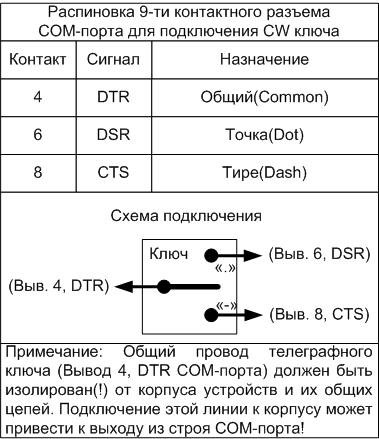 Распиновка 9-ти контактного разъема
COM-порта для подключения CW ключа
Контакт Сигнал Назначение
4 DTR Общий(Common)
6 DSR Точка(Dot)
8 CTS Тире(Dash)
Схема подключения
Ключ
(Выв. 6, DSR)
«.»
(Выв. 4, DTR)
«-»
(Выв. 8, CTS)
Примечание: Общий провод телеграфного
ключа (Вывод 4, DTR COM-порта) должен быть
изолирован(!) от корпуса устройств и их общих
цепей. Подключение этой линии к корпусу может
привести к выходу из строя COM-порта!